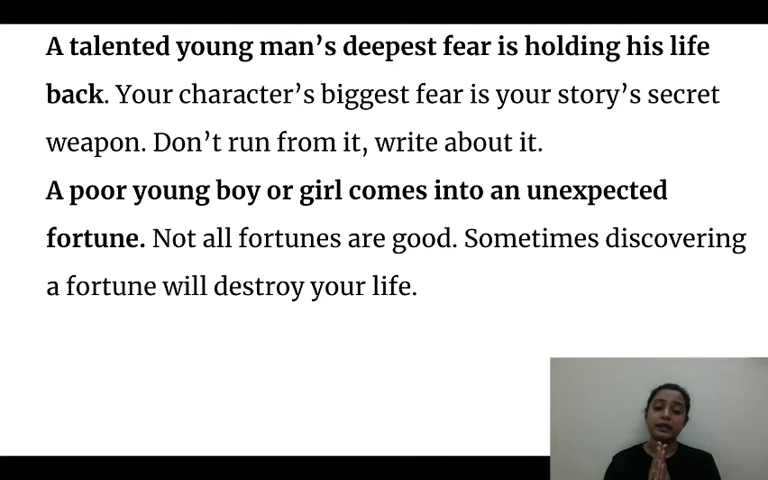 A talented young man’s deepest fear is holding his life
back. Your character’s biggest fear is your story’s secret
weapon. Don’t run from it, write about it.
A poor young boy or girl comes into an unexpected
fortune. Not all fortunes are good. Sometimes discovering
a fortune will destroy your life.